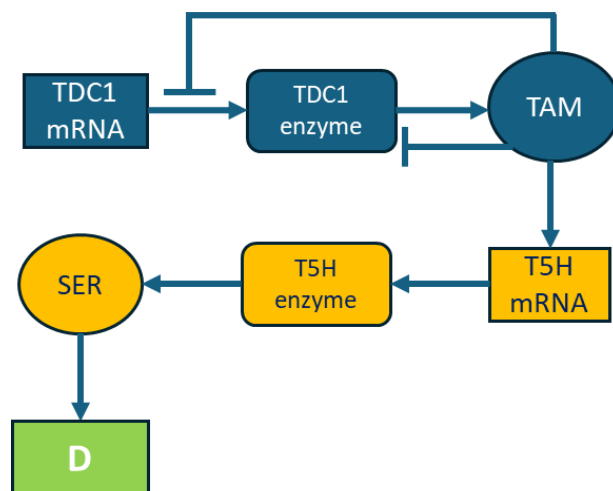 TDC1
mRNA
TDC1
enzyme
TAM
SER
T5H
enzyme
T5H
mRNA
D